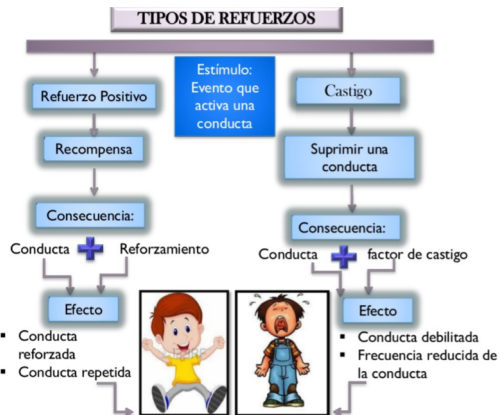 TIPOS DE REFUERZOS
Refuerzo Positivo
Recompensa
Consecuencia:
Conducta
Reforzamiento
Efecto
▪ Conducta
reforzada
▪ Conducta repetida
Estímulo:
Evento que
activa una
conducta
Castigo
Suprimir una
conducta
Consecuencia:
Conducta
factor de castigo
Efecto
▪ Conducta debilitada
▪ Frecuencia reducida de
la conducta